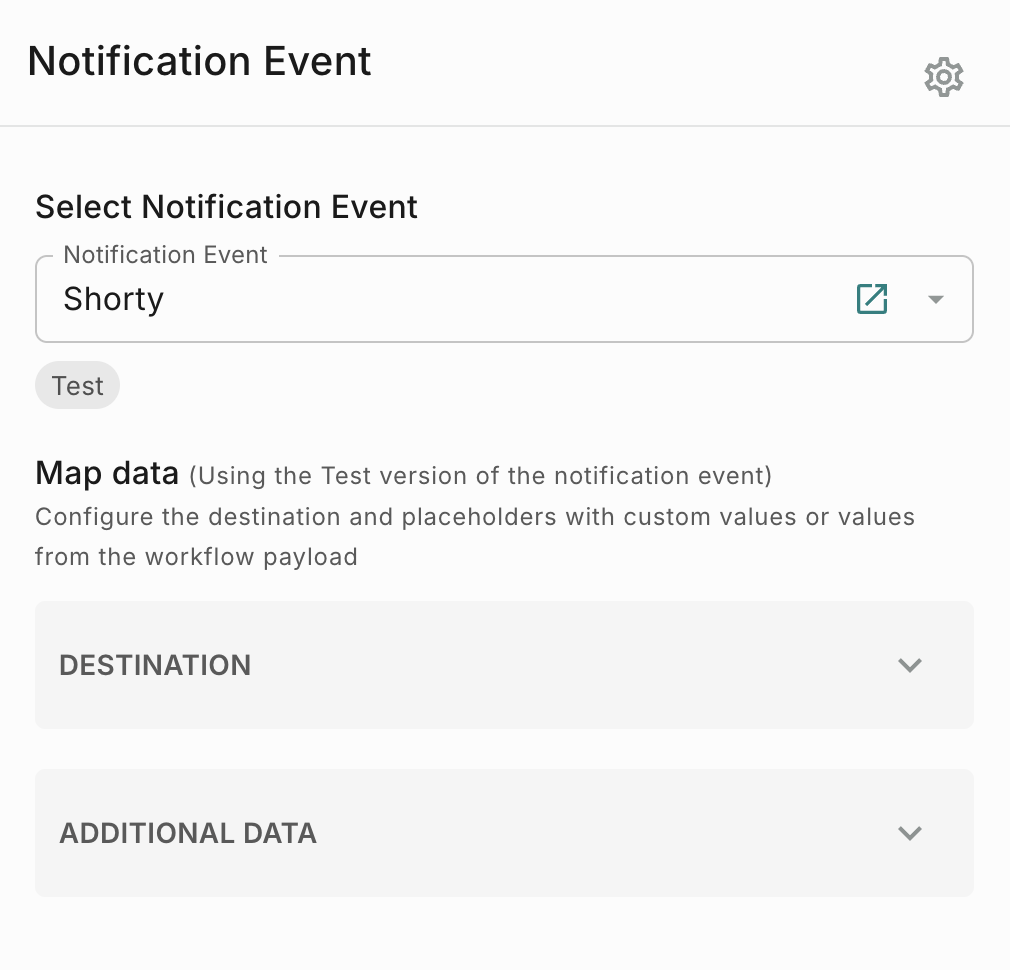 Notification Event
Select Notification Event
Notification Event
Shorty
Test
Map data (Using the Test version of the notification event)
Configure the destination and placeholders with custom values or values
from the workflow payload
DESTINATION
ADDITIONAL DATA